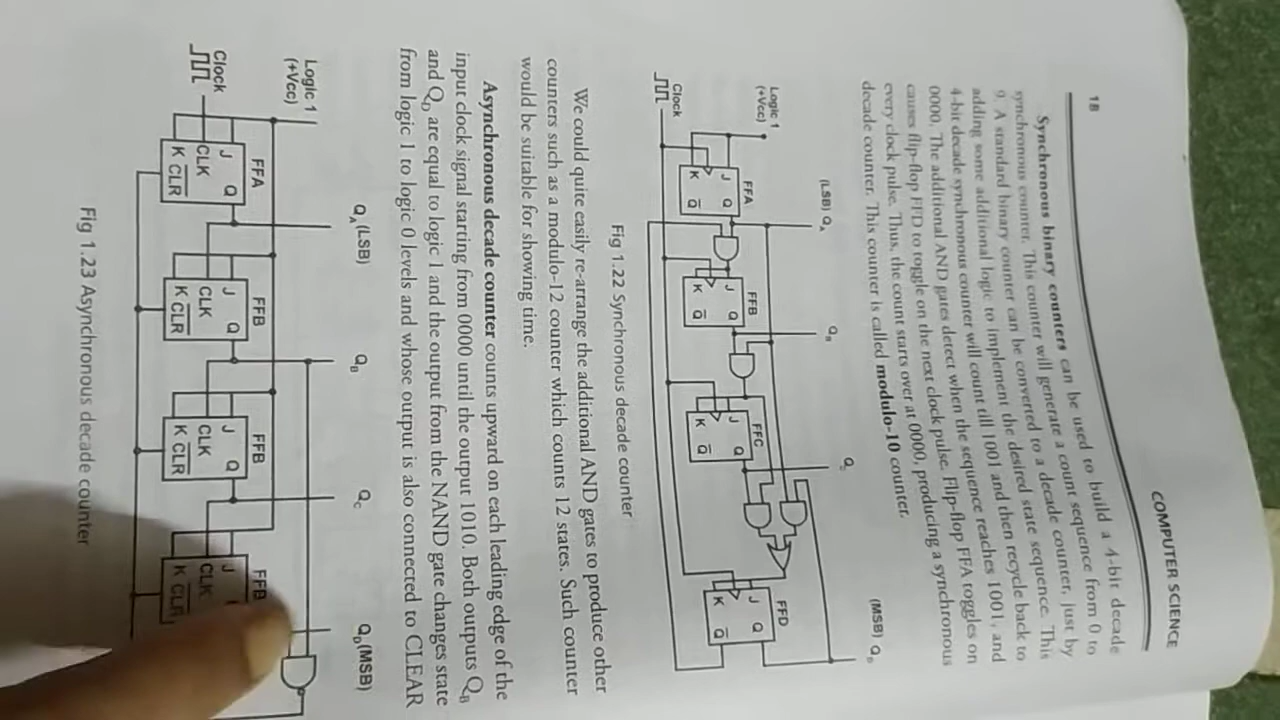 18
COMPUTER SCIENCE
Synchronous binary counters can be used to build a 4-bit decade
synchronous counter. This counter will generate a count sequence from 0 to
9. A standard binary counter can be converted to a decade counter, just by
adding some additional logic to implement the desired state sequence. This
4-bit decade synchronous counter will count till 1001 and then recycle back to
0000. The additional AND gates detect when the sequence reaches 1001, and
causes flip-flop FFD to toggle on the next clock pulse. Flip-flop FFA toggles on
every clock pulse. Thus, the count starts over at 0000, producing a synchronous
decade counter. This counter is called modulo-10 counter.
(LSB) QA
QB
QC
(MSB) QD
Logic 1
(+Vcc)
FFA
FFB
FFC
FFD
J Q
J Q
J Q
J Q
K Q̅
K Q̅
K Q̅
K Q̅
Clock
Fig 1.22 Synchronous decade counter
We could quite easily re-arrange the additional AND gates to produce other
counters such as a modulo-12 counter which counts 12 states. Such counter
would be suitable for showing time.
Asynchronous decade counter counts upward on each leading edge of the
input clock signal starting from 0000 until the output 1010. Both outputs QB
and QD are equal to logic 1 and the output from the NAND gate changes state
from logic 1 to logic 0 levels and whose output is also connected to CLEAR
QA(LSB)
QB
QC
QD(MSB)
Logic 1
(+Vcc)
FFA
FFB
FFB
FFB
J Q
J Q
J Q
J
CLK
CLK
CLK
CLK
K C̅L̅R̅
K C̅L̅R̅
K C̅L̅R̅
K C̅L̅R̅
Clock
Fig 1.23 Asynchronous decade counter